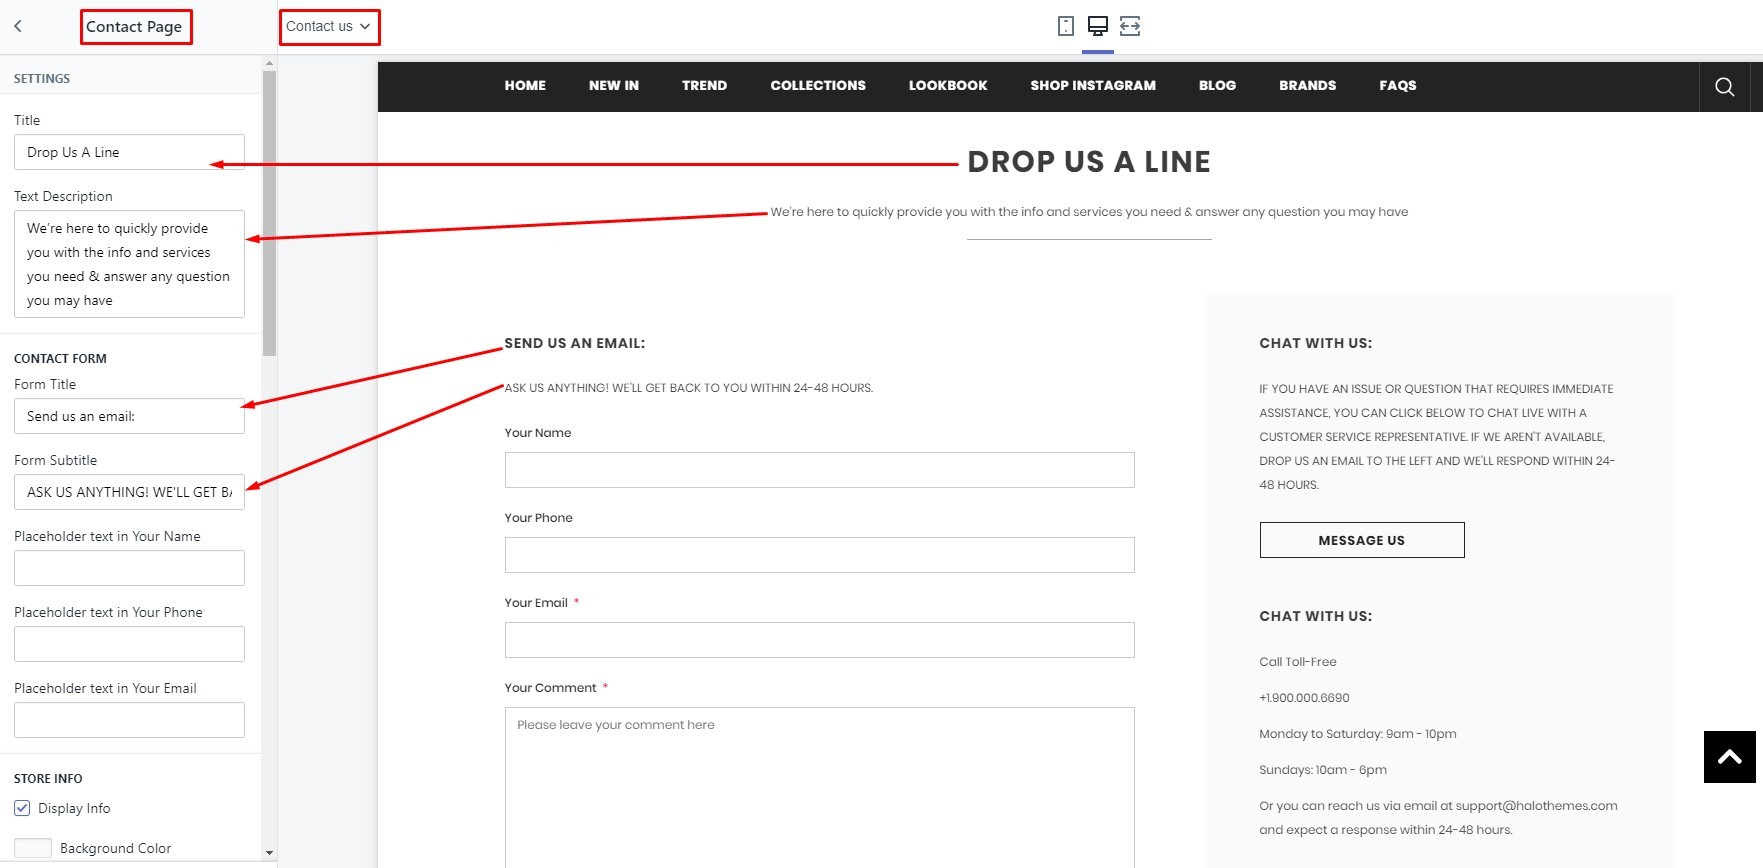 Contact Page
Contact us
SETTINGS
Title
Drop Us A Line
Text Description
We're here to quickly provide
you with the info and services
you need & answer any question
you may have
CONTACT FORM
Form Title
Send us an email:
Form Subtitle
ASK US ANYTHING! WE'LL GET BA
Placeholder text in Your Name
Placeholder text in Your Phone
Placeholder text in Your Email
STORE INFO
Display Info
Background Color
HOME NEW IN TREND COLLECTIONS LOOKBOOK SHOP INSTAGRAM BLOG BRANDS FAQS
DROP US A LINE
We're here to quickly provide you with the info and services you need & answer any question you may have
SEND US AN EMAIL:
ASK US ANYTHING! WE'LL GET BACK TO YOU WITHIN 24-48 HOURS.
Your Name
Your Phone
Your Email *
Your Comment *
Please leave your comment here
CHAT WITH US:
IF YOU HAVE AN ISSUE OR QUESTION THAT REQUIRES IMMEDIATE
ASSISTANCE, YOU CAN CLICK BELOW TO CHAT LIVE WITH A
CUSTOMER SERVICE REPRESENTATIVE. IF WE AREN'T AVAILABLE,
DROP US AN EMAIL TO THE LEFT AND WE'LL RESPOND WITHIN 24-
48 HOURS.
MESSAGE US
CHAT WITH US:
Call Toll-Free
+1.900.000.6690
Monday to Saturday: 9am - 10pm
Sundays: 10am - 6pm
Or you can reach us via email at support@halothemes.com
and expect a response within 24-48 hours.